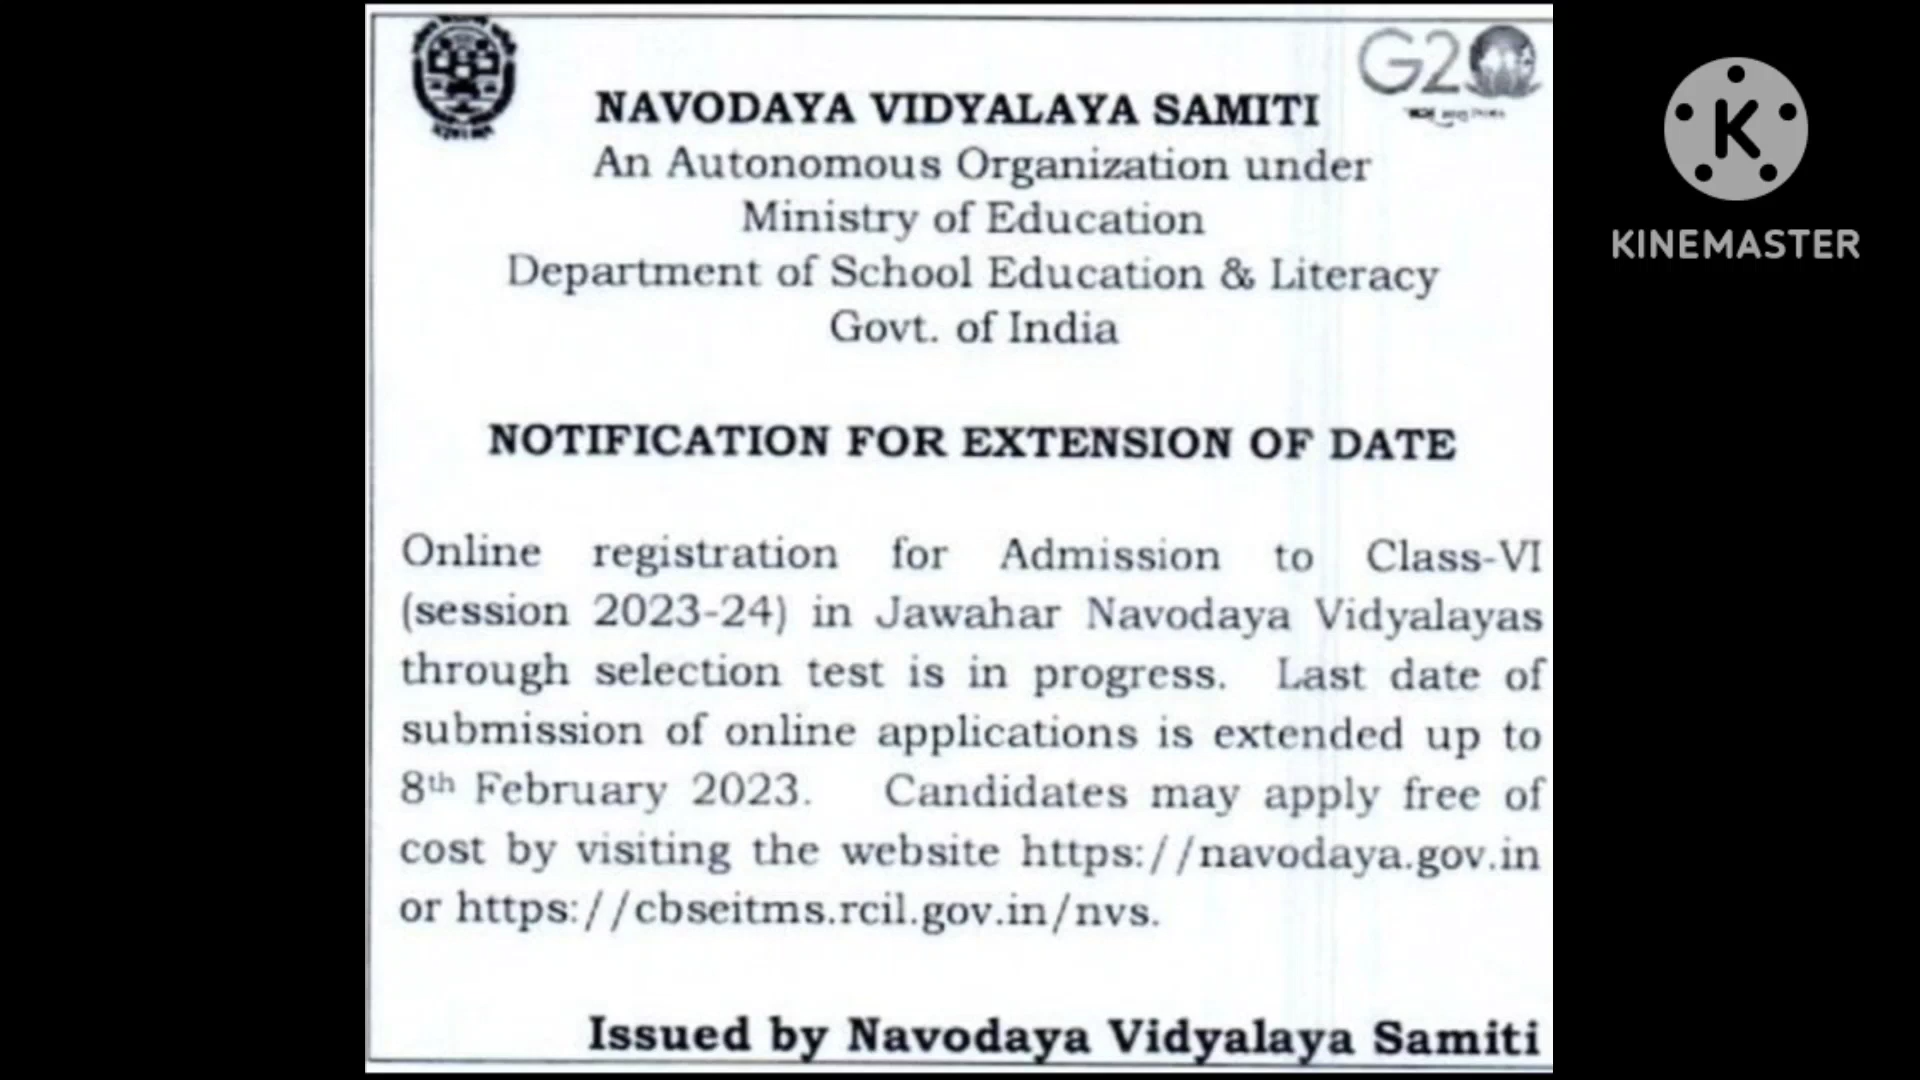 G20
NAVODAYA VIDYALAYA SAMITI
An Autonomous Organization under
Ministry of Education
Department of School Education & Literacy
Govt. of India
NOTIFICATION FOR EXTENSION OF DATE
Online registration for Admission to Class-VI
(session 2023-24) in Jawahar Navodaya Vidyalayas
through selection test is in progress. Last date of
submission of online applications is extended up to
8th February 2023. Candidates may apply free of
cost by visiting the website https://navodaya.gov.in
or https://cbseitms.rcil.gov.in/nvs.
Issued by Navodaya Vidyalaya Samiti
K
KINEMASTER